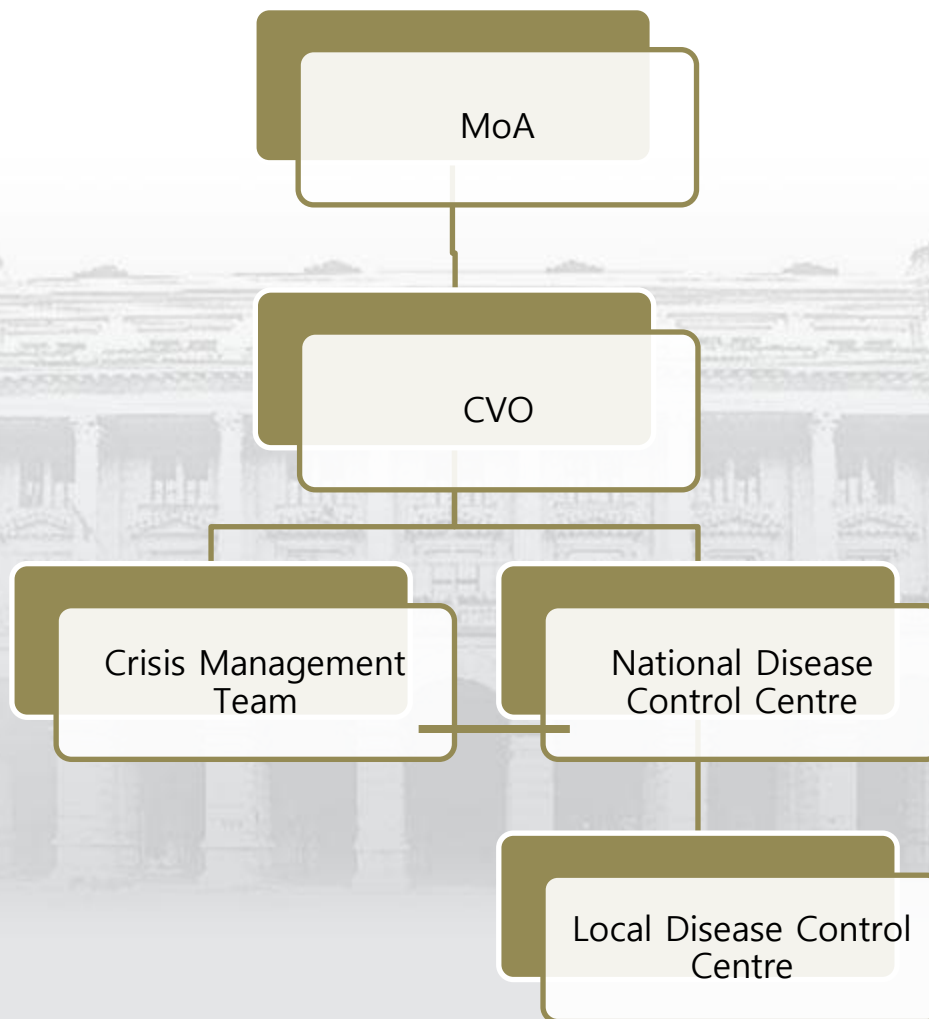 MoA
CVO
Crisis Management
Team
National Disease
Control Centre
Local Disease Control
Centre